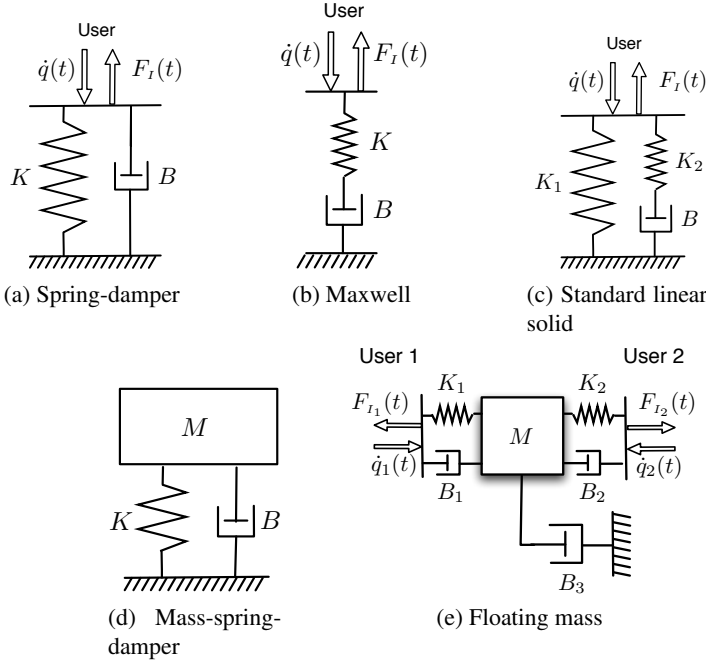 User
q̇(t) F_I(t)
K
B
(a) Spring-damper
User
q̇(t) F_I(t)
K
B
(b) Maxwell
User
q̇(t) F_I(t)
K_1
K_2
B
(c) Standard linear
solid
M
K
B
(d) Mass-spring-
damper
User 1
User 2
F_{I_1}(t)
K_1
K_2
F_{I_2}(t)
M
q̇_1(t)
q̇_2(t)
B_1
B_2
B_3
(e) Floating mass